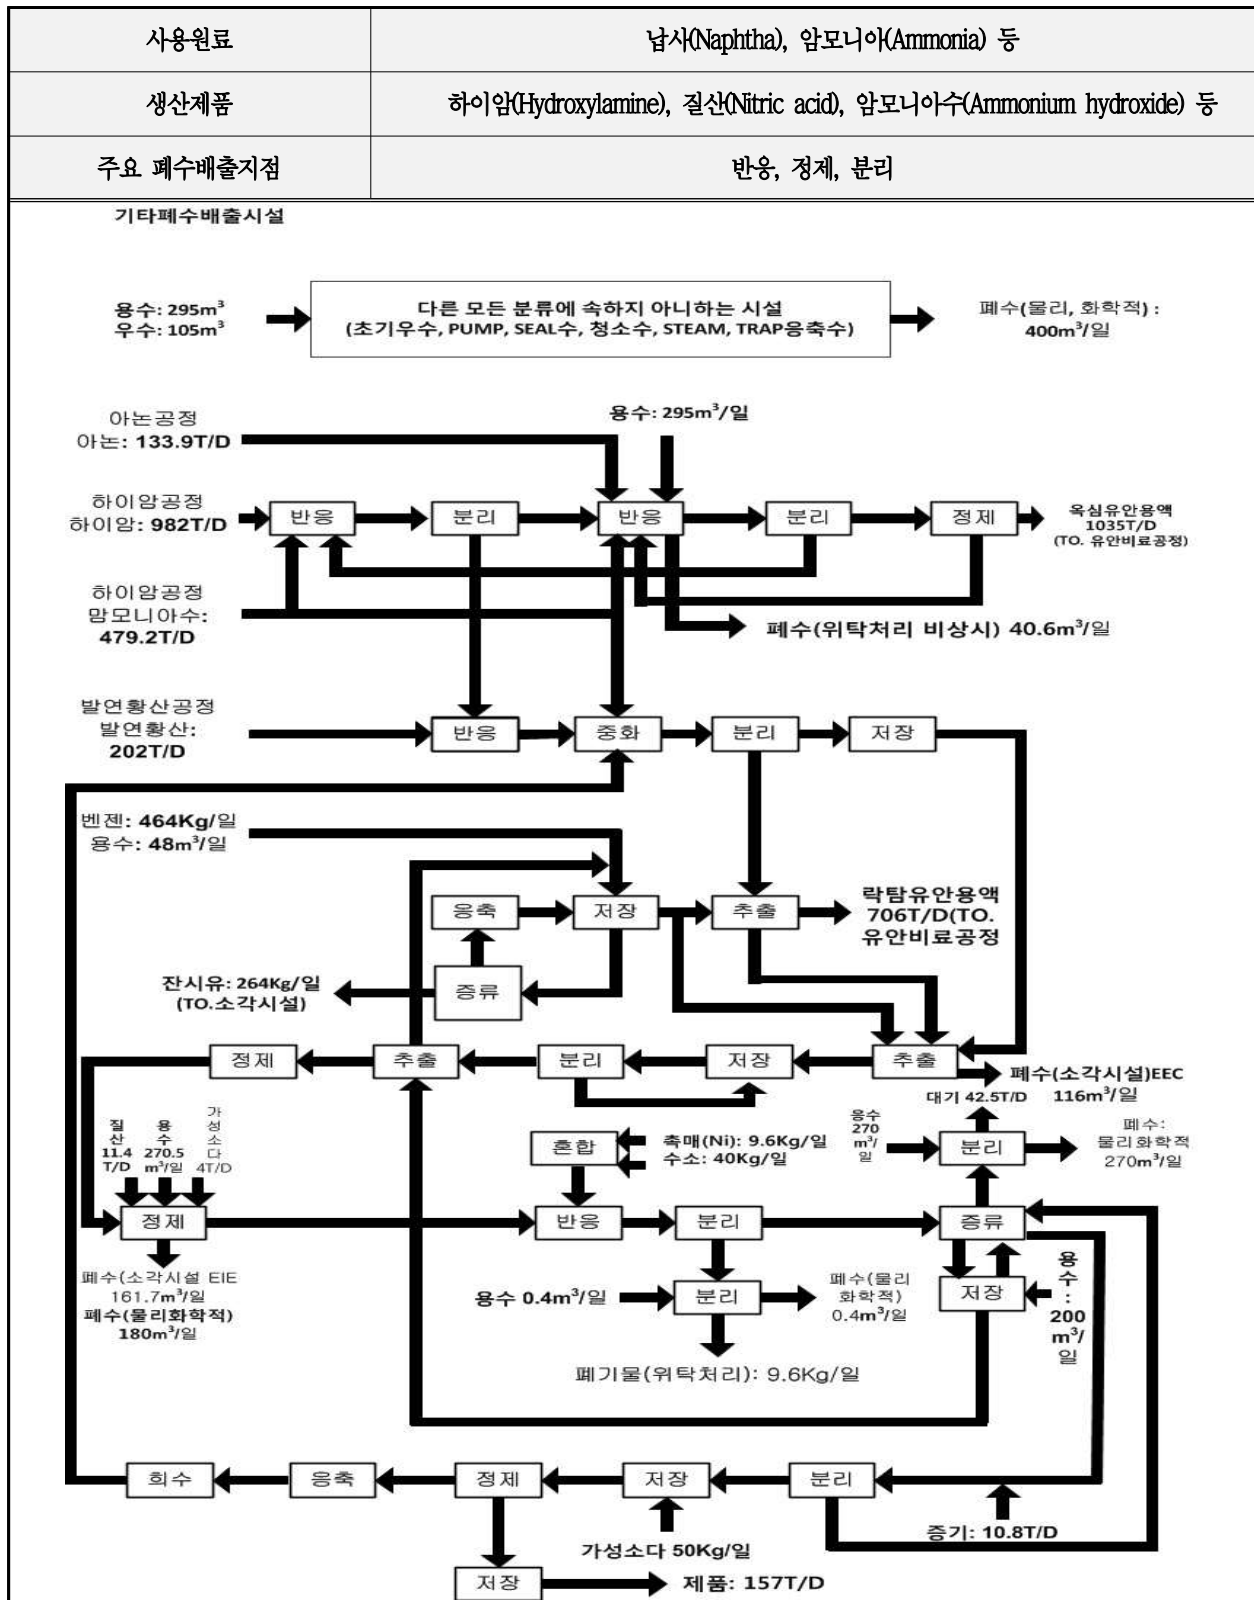 사용원료
납사(Naphtha), 암모니아(Ammonia) 등
생산제품
하이암(Hydroxylamine), 질산(Nitric acid), 암모니아수(Ammonium hydroxide) 등
주요 폐수배출지점
반응, 정제, 분리
기타폐수배출시설
용수: 295m³
우수: 105m³
다른 모든 분류에 속하지 아니하는 시설
(초기우수, PUMP, SEAL수, 청소수, STEAM, TRAP응축수)
폐수(물리, 화학적) :
400m³/일
아논공정
아논: 133.9T/D
용수: 295m³/일
하이암공정
하이암: 982T/D
반응
분리
반응
분리
정제
옥심유안용액
1035T/D
(TO. 유안비료공정)
하이암공정
맘모니아수:
479.2T/D
폐수(위탁처리 비상시) 40.6m³/일
발연황산공정
발연황산:
202T/D
반응
중화
분리
저장
벤젠: 464Kg/일
용수: 48m³/일
응축
저장
추출
락탐유안용액
706T/D(TO.
유안비료공정
잔시유: 264Kg/일
(TO.소각시설)
증류
정제
추출
분리
저장
추출
폐수(소각시설)EEC
116m³/일
대기 42.5T/D
질산
11.4
T/D
용수
270.5
m³/일
가성소다
4T/D
혼합
촉매(Ni): 9.6Kg/일
수소: 40Kg/일
용수
270
m³/
일
분리
폐수:
물리화학적
270m³/일
정제
반응
분리
증류
폐수(소각시설 EIE
161.7m³/일
폐수(물리화학적)
180m³/일
용수 0.4m³/일
분리
폐수(물리
화학적)
0.4m³/일
저장
용수
:
200
m³/
일
폐기물(위탁처리): 9.6Kg/일
희수
응축
정제
저장
분리
증기: 10.8T/D
가성소다 50Kg/일
저장
제품: 157T/D